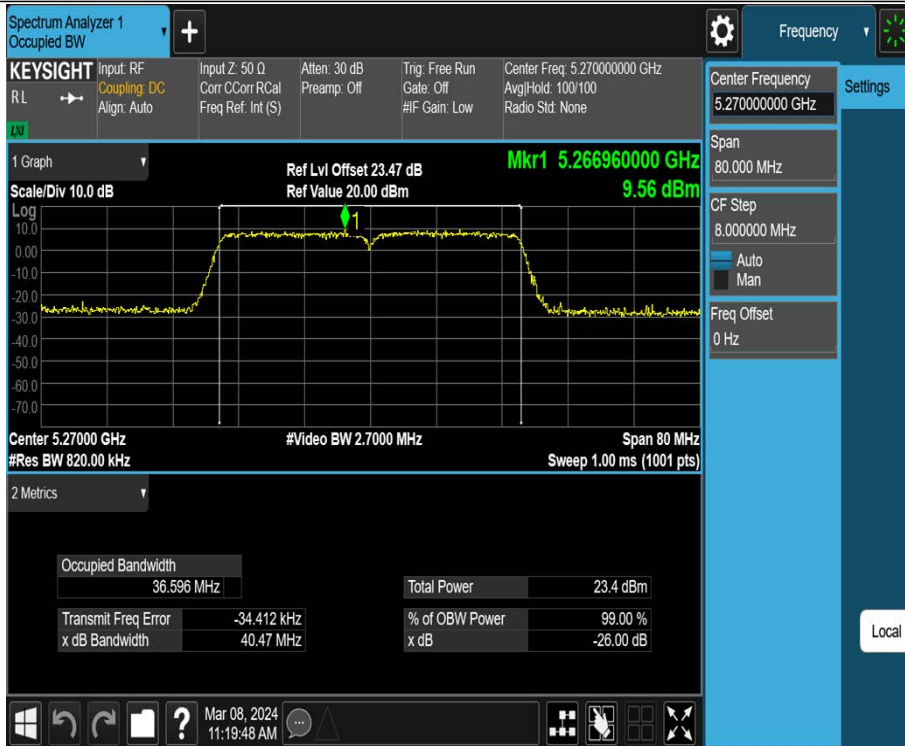 Spectrum Analyzer 1
Occupied BW
+
Frequency
KEYSIGHT
RL
LXI
Input: RF
Coupling: DC
Align: Auto
Input Z: 50 Ω
Corr CCorr RCal
Freq Ref: Int (S)
Atten: 30 dB
Preamp: Off
Trig: Free Run
Gate: Off
#IF Gain: Low
Center Freq: 5.270000000 GHz
Avg|Hold: 100/100
Radio Std: None
Center Frequency
5.270000000 GHz
Settings
Span
80.000 MHz
CF Step
8.000000 MHz
Auto
Man
Freq Offset
0 Hz
1 Graph
Scale/Div 10.0 dB
Ref Lvl Offset 23.47 dB
Ref Value 20.00 dBm
Mkr1 5.266960000 GHz
9.56 dBm
Log
1
10.0
0.00
-10.0
-20.0
-30.0
-40.0
-50.0
-60.0
-70.0
Center 5.27000 GHz
#Res BW 820.00 kHz
#Video BW 2.7000 MHz
Span 80 MHz
Sweep 1.00 ms (1001 pts)
2 Metrics
Occupied Bandwidth
36.596 MHz
Total Power 23.4 dBm
Transmit Freq Error -34.412 kHz
% of OBW Power 99.00 %
x dB Bandwidth 40.47 MHz
x dB -26.00 dB
Local
?
Mar 08, 2024
11:19:48 AM